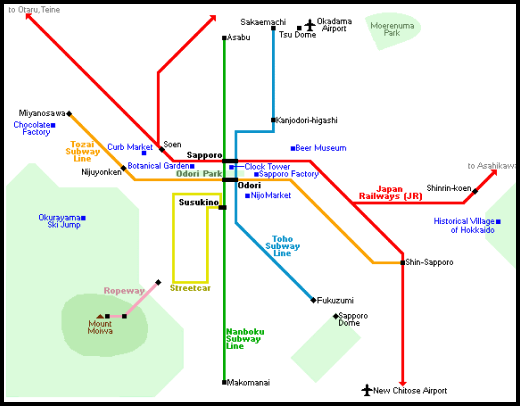 to Otaru, Teine
Sakaemachi
Okadama
Airport
Tsu Dome
Moerenuma
Park
Asabu
Miyanosawa
Chocolate
Factory
Kanjodori-higashi
Tozai
Subway
Line
Curb Market
Soen
Beer Museum
Sapporo
Nijuyonken
Botanical Garden
Clock Tower
to Asahikawa
Odori Park
Sapporo Factory
Odori
Japan
Railways (JR)
Shinrin-koen
Susukino
Nijo Market
Okurayama
Ski Jump
Historical Village
of Hokkaido
Toho
Subway
Line
Shin-Sapporo
Ropeway
Streetcar
Fukuzumi
Mount
Moiwa
Sapporo
Dome
Nanboku
Subway
Line
Makomanai
New Chitose Airport